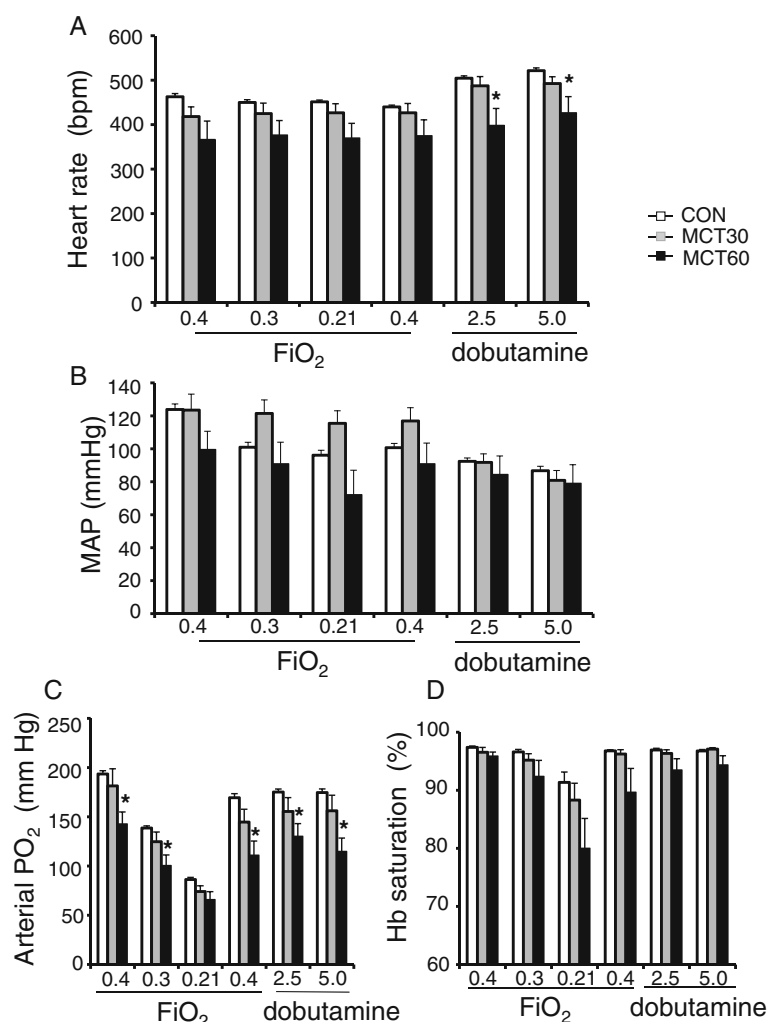 A
Heart rate (bpm)
600
500
400
300
200
100
0
* *
0.4 0.3 0.21 0.4 2.5 5.0
FiO2 dobutamine
CON
MCT30
MCT60
B
MAP (mmHg)
140
120
100
80
60
40
20
0
0.4 0.3 0.21 0.4 2.5 5.0
FiO2 dobutamine
C
Arterial PO2 (mm Hg)
250
200
150
100
50
0
* * * * *
0.4 0.3 0.21 0.4 2.5 5.0
FiO2 dobutamine
D
Hb saturation (%)
100
90
80
70
60
0.4 0.3 0.21 0.4 2.5 5.0
FiO2 dobutamine